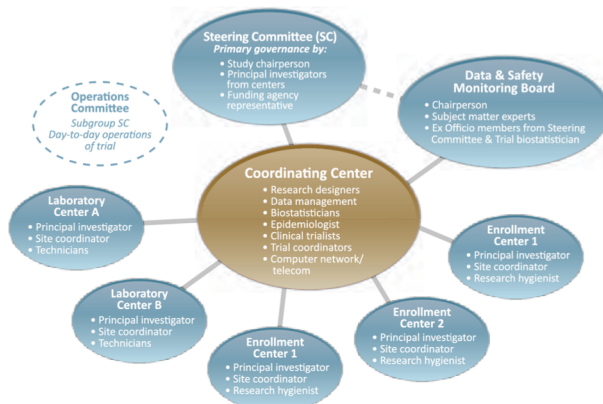 Steering Committee (SC)
Primary governance by:
• Study chairperson
• Principal investigators
from centers
• Funding agency
representative
Operations
Committee
Subgroup SC
Day-to-day operations
of trial
Data & Safety
Monitoring Board
• Chairperson
• Subject matter experts
• Ex Officio members from Steering
Committee & Trial biostatistician
Coordinating Center
• Research designers
• Data management
• Biostatisticians
• Epidemiologist
• Clinical trialists
• Trial coordinators
• Computer network/
telecom
Laboratory
Center A
• Principal investigator
• Site coordinator
• Technicians
Laboratory
Center B
• Principal investigator
• Site coordinator
• Technicians
Enrollment
Center 1
• Principal investigator
• Site coordinator
• Research hygienist
Enrollment
Center 2
• Principal investigator
• Site coordinator
• Research hygienist
Enrollment
Center 1
• Principal investigator
• Site coordinator
• Research hygienist